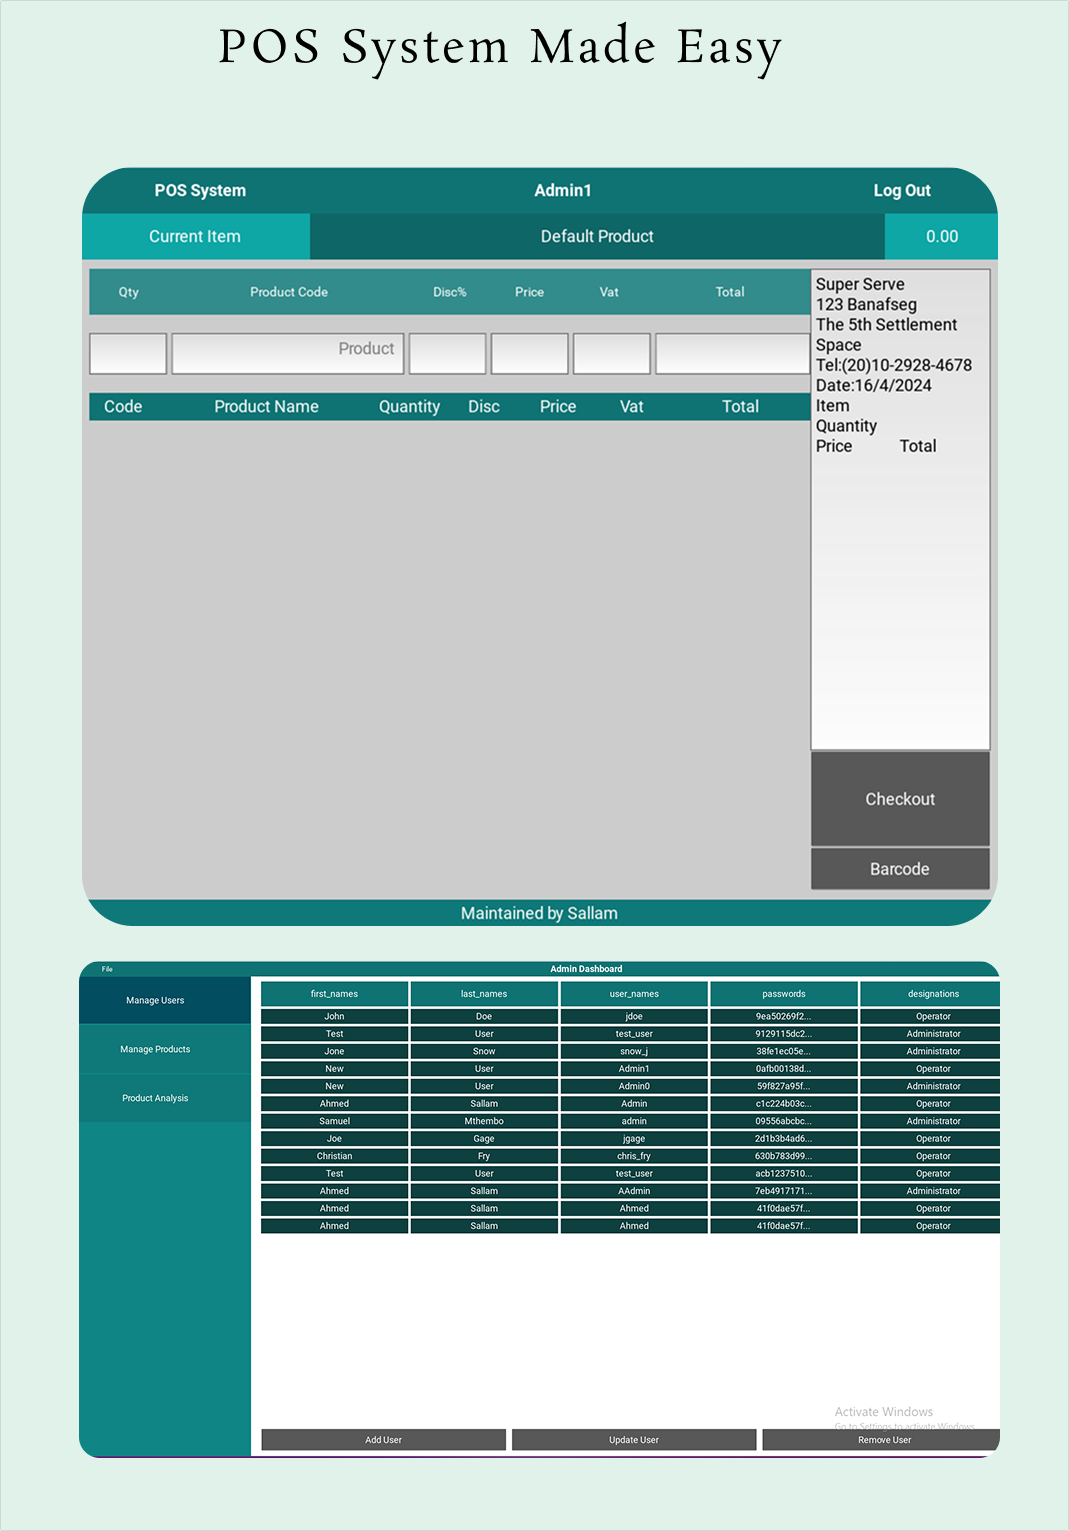 POS System Made Easy
POS System Admin1 Log Out
Current Item Default Product 0.00
Qty Product Code Disc% Price Vat Total
Product
Code Product Name Quantity Disc Price Vat Total
Super Serve
123 Banafseg
The 5th Settlement
Space
Tel:(20)10-2928-4678
Date:16/4/2024
Item
Quantity
Price Total
Checkout
Barcode
Maintained by Sallam
File Admin Dashboard
Manage Users
Manage Products
Product Analysis
first_names last_names user_names passwords designations
John Doe jdoe 9ea50269f2... Operator
Test User test_user 9129115dc2... Administrator
Jone Snow snow_j 38fe1ec05e... Administrator
New User Admin1 0afb00138d... Operator
New User Admin0 59f827a95f... Administrator
Ahmed Sallam Admin c1c224b03c... Operator
Samuel Mthembo admin 09556abcbc... Administrator
Joe Gage jgage 2d1b3b4ad6... Operator
Christian Fry chris_fry 630b783d99... Operator
Test User test_user acb1237510... Operator
Ahmed Sallam AAdmin 7eb4917171... Administrator
Ahmed Sallam Ahmed 41f0dae57f... Operator
Ahmed Sallam Ahmed 41f0dae57f... Operator
Activate Windows
Go to Settings to activate Windows.
Add User Update User Remove User